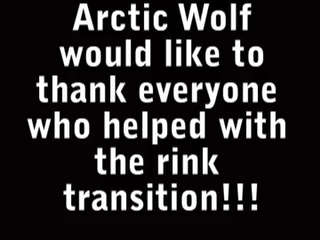 Arctic Wolf
would like to
thank everyone
who helped with
the rink
transition!!!